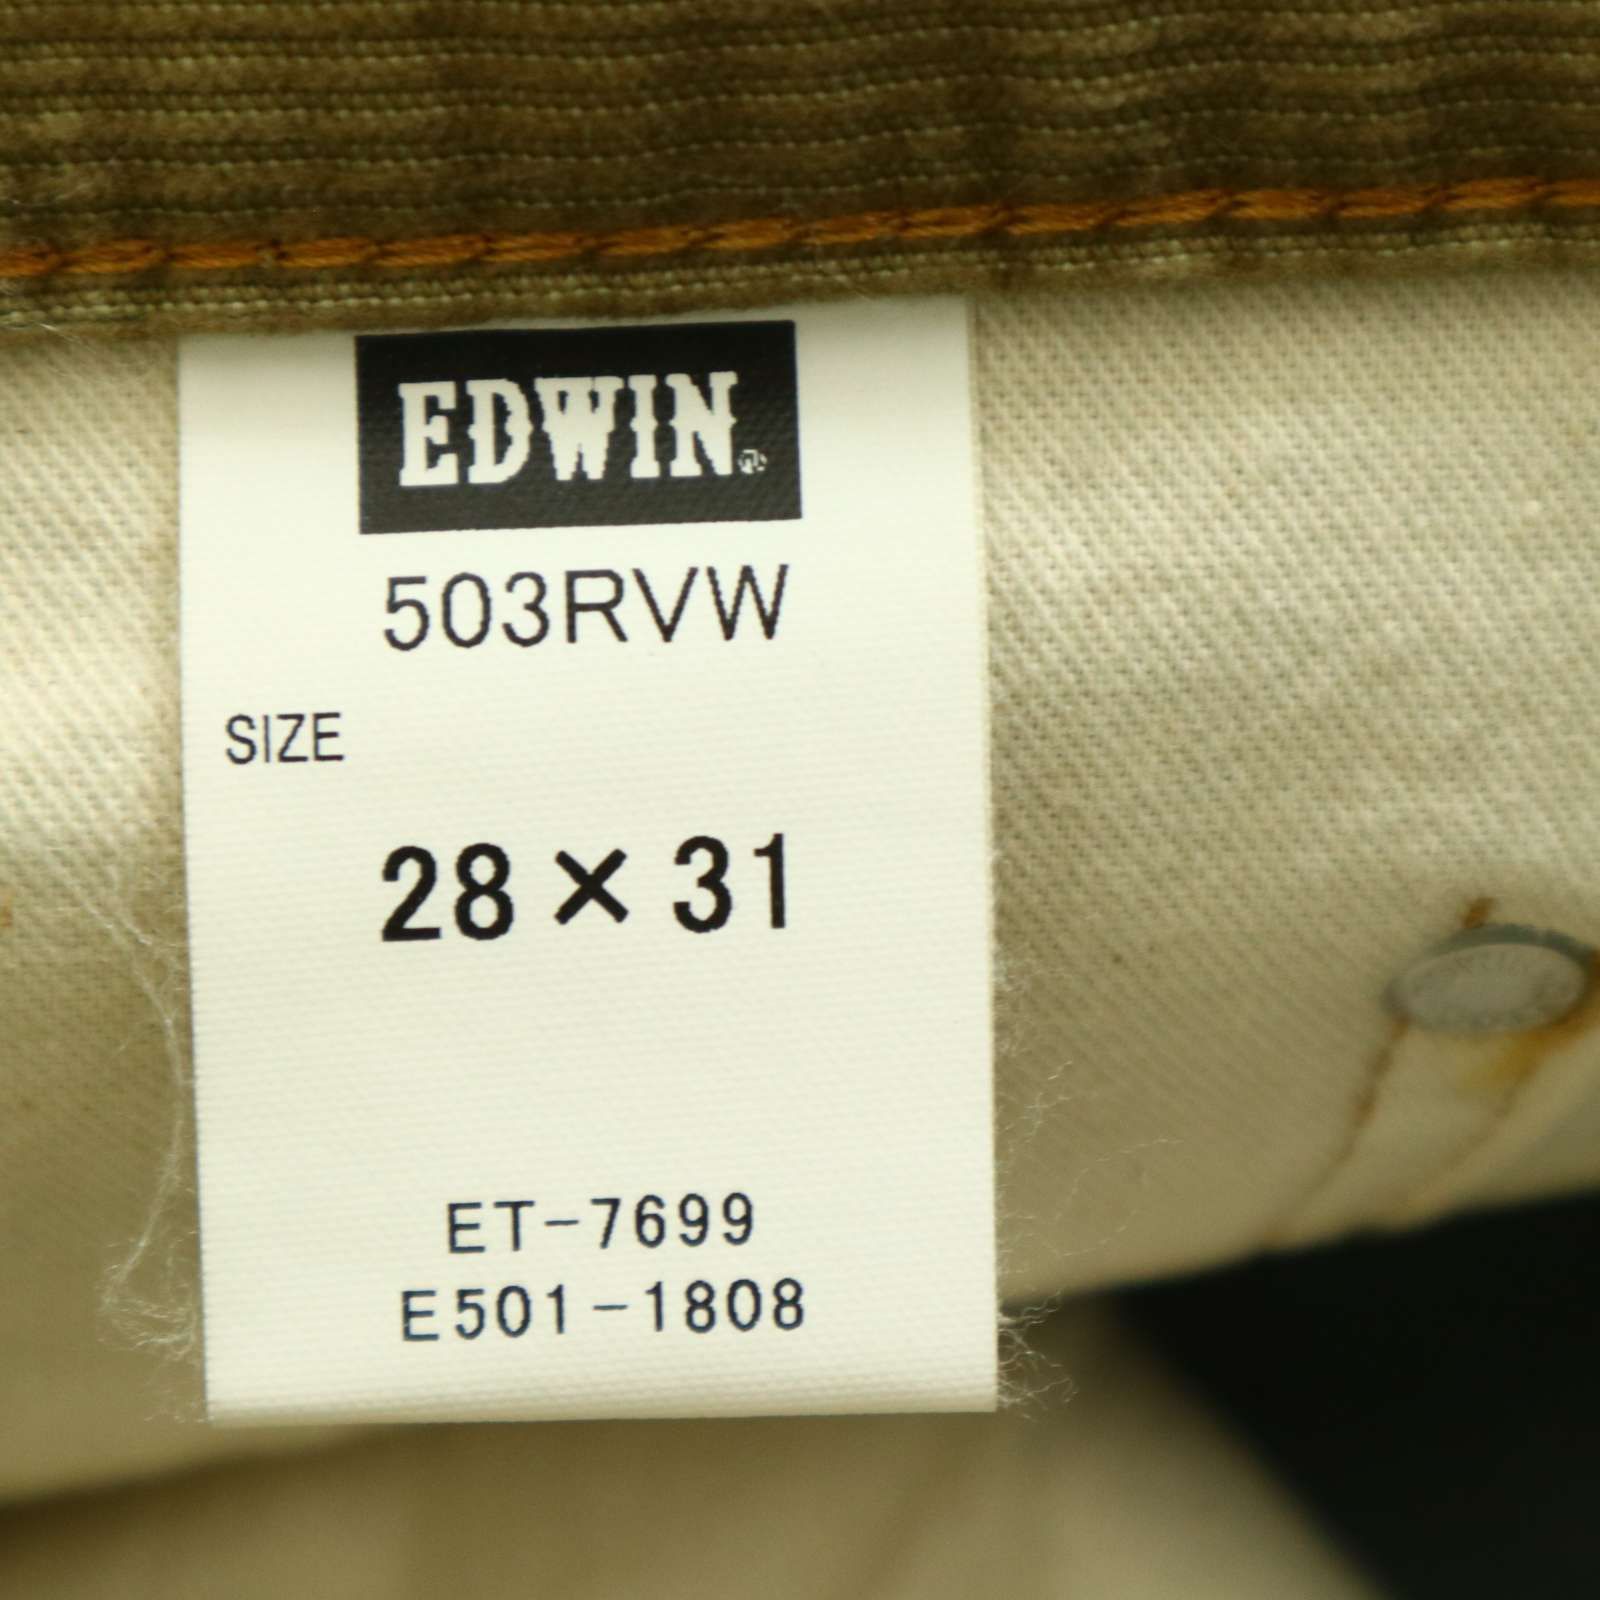 EDWIN
503RVW
SIZE
28 × 31
ET-7699
E501-1808